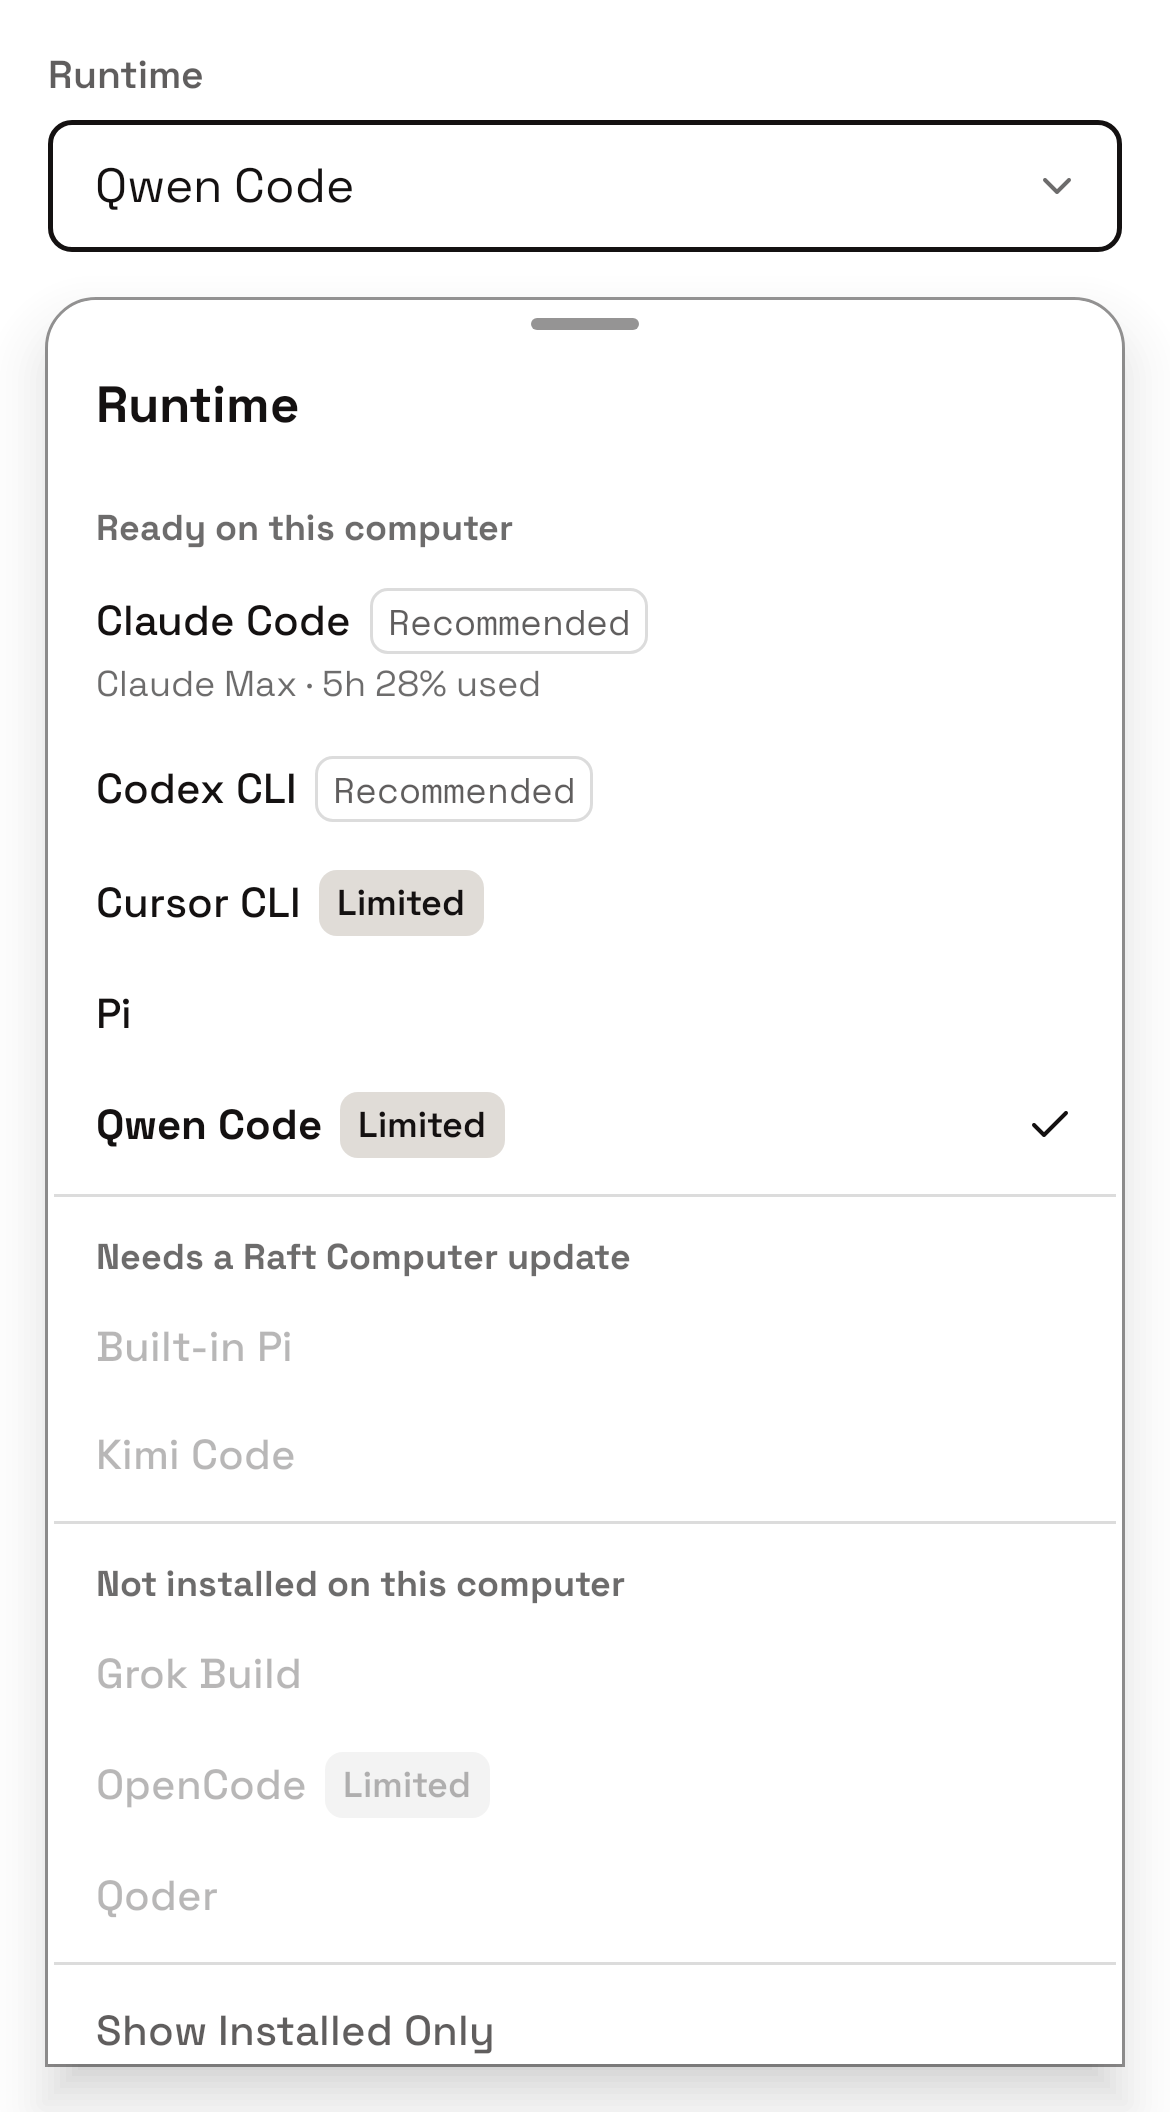 Runtime
Qwen Code
Runtime
Ready on this computer
Claude Code Recommended
Claude Max · 5h 28% used
Codex CLI Recommended
Cursor CLI Limited
Pi
Qwen Code Limited
Needs a Raft Computer update
Built-in Pi
Kimi Code
Not installed on this computer
Grok Build
OpenCode Limited
Qoder
Show Installed Only